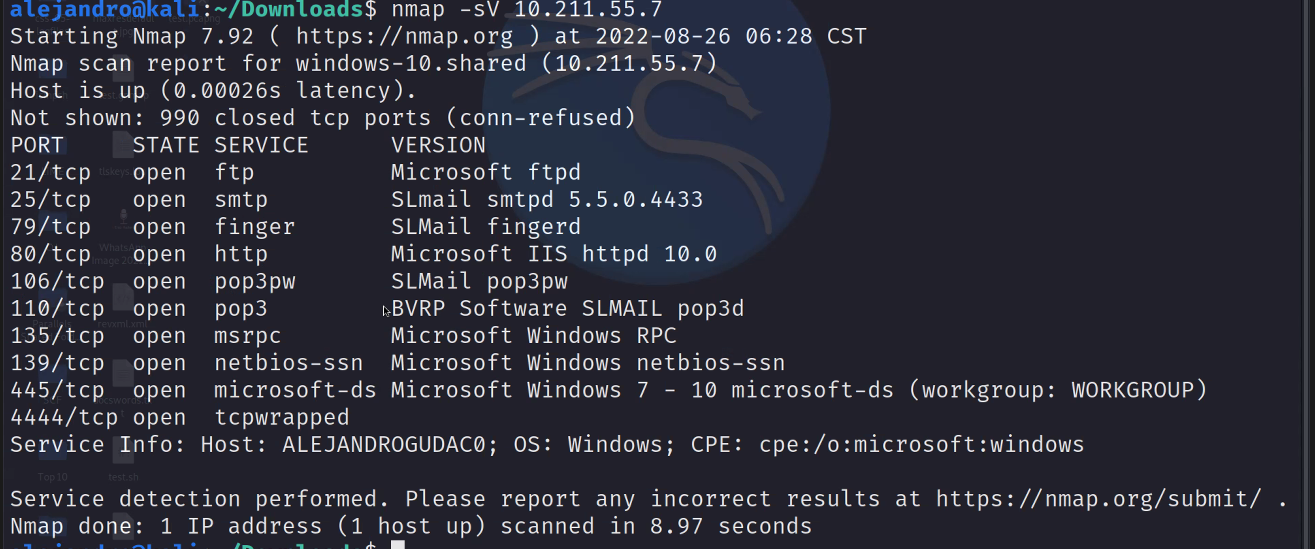 alejandro@kali:~/Downloads$ nmap -sV 10.211.55.7
Starting Nmap 7.92 ( https://nmap.org ) at 2022-08-26 06:28 CST
Nmap scan report for windows-10.shared (10.211.55.7)
Host is up (0.00026s latency).
Not shown: 990 closed tcp ports (conn-refused)
PORT     STATE SERVICE      VERSION
21/tcp   open  ftp          Microsoft ftpd
25/tcp   open  smtp         SLmail smtpd 5.5.0.4433
79/tcp   open  finger       SLMail fingerd
80/tcp   open  http         Microsoft IIS httpd 10.0
106/tcp  open  pop3pw       SLMail pop3pw
110/tcp  open  pop3         BVRP Software SLMAIL pop3d
135/tcp  open  msrpc        Microsoft Windows RPC
139/tcp  open  netbios-ssn  Microsoft Windows netbios-ssn
445/tcp  open  microsoft-ds Microsoft Windows 7 - 10 microsoft-ds (workgroup: WORKGROUP)
4444/tcp open  tcpwrapped
Service Info: Host: ALEJANDROGUDAC0; OS: Windows; CPE: cpe:/o:microsoft:windows
Top 10 test.sh
Service detection performed. Please report any incorrect results at https://nmap.org/submit/ .
Nmap done: 1 IP address (1 host up) scanned in 8.97 seconds
alejandro@kali:~/Downloads$